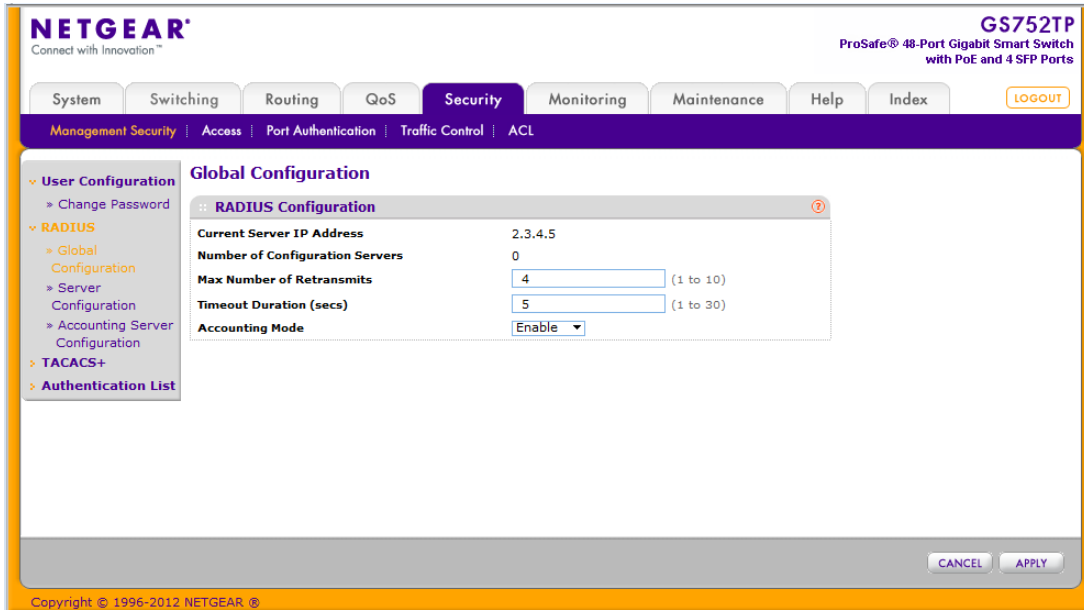 NETGEAR®
Connect with Innovation™
GS752TP
ProSafe® 48-Port Gigabit Smart Switch
with PoE and 4 SFP Ports
System Switching Routing QoS Security Monitoring Maintenance Help Index LOGOUT
Management Security Access Port Authentication Traffic Control ACL
User Configuration
» Change Password
RADIUS
» Global
Configuration
» Server
Configuration
» Accounting Server
Configuration
TACACS+
Authentication List
Global Configuration
RADIUS Configuration ?
Current Server IP Address 2.3.4.5
Number of Configuration Servers 0
Max Number of Retransmits 4 (1 to 10)
Timeout Duration (secs) 5 (1 to 30)
Accounting Mode Enable
CANCEL APPLY
Copyright © 1996-2012 NETGEAR ®